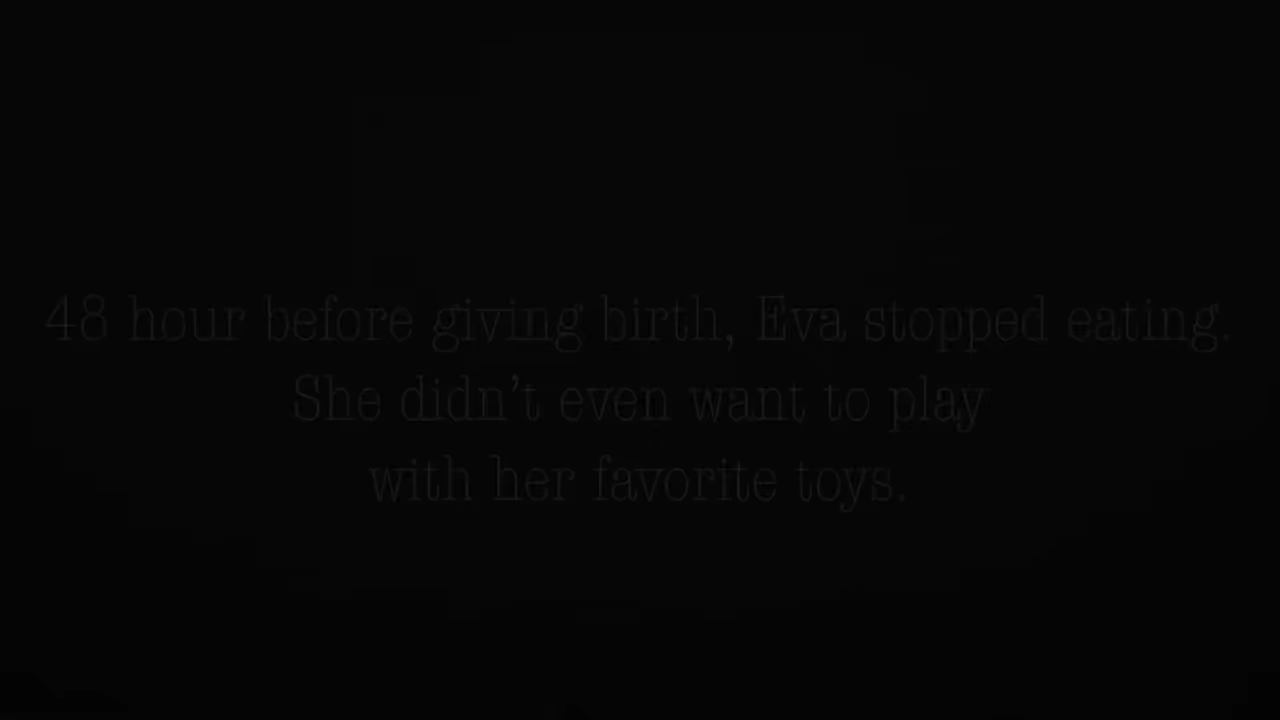 48 hour before giving birth, Eva stopped eating.
She didn't even want to play
with her favorite toys.